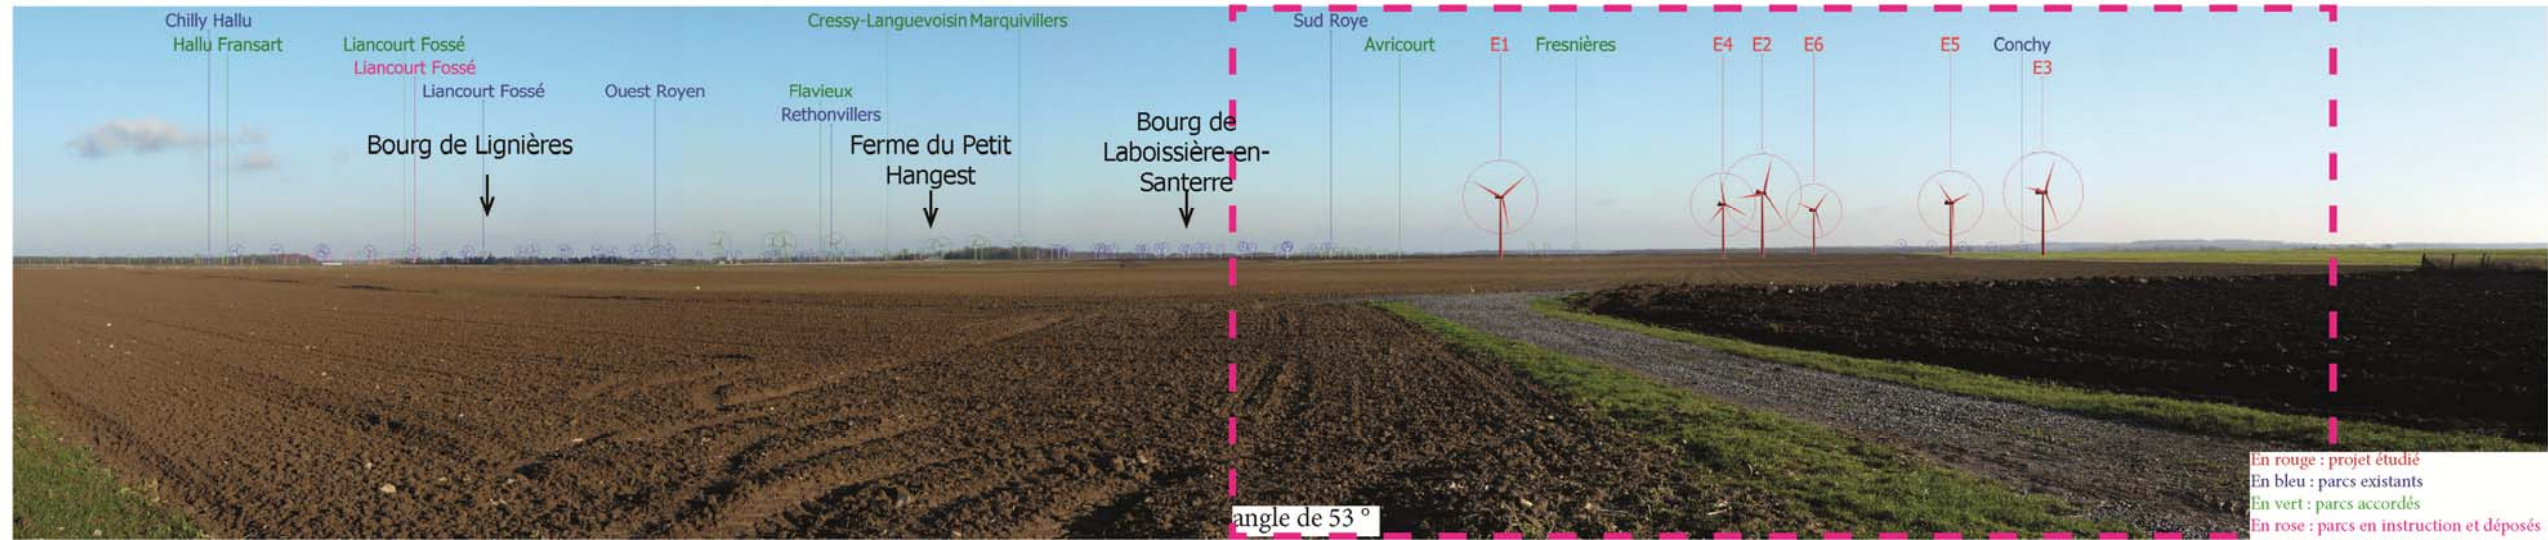 Chilly Hallu
Hallu Fransart
Liancourt Fossé
Liancourt Fossé
Liancourt Fossé
Bourg de Lignières
Ouest Royen
Cressy-Languevoisin
Marquivillers
Flavieux
Rethonvillers
Ferme du Petit
Hangest
Bourg de
Laboissière-en-
Santerre
Sud Roye
Avricourt
E1
Fresnières
E4
E2
E6
E5
Conchy
E3
angle de 53 °
En rouge : projet étudié
En bleu : parcs existants
En vert : parcs accordés
En rose : parcs en instruction et déposés